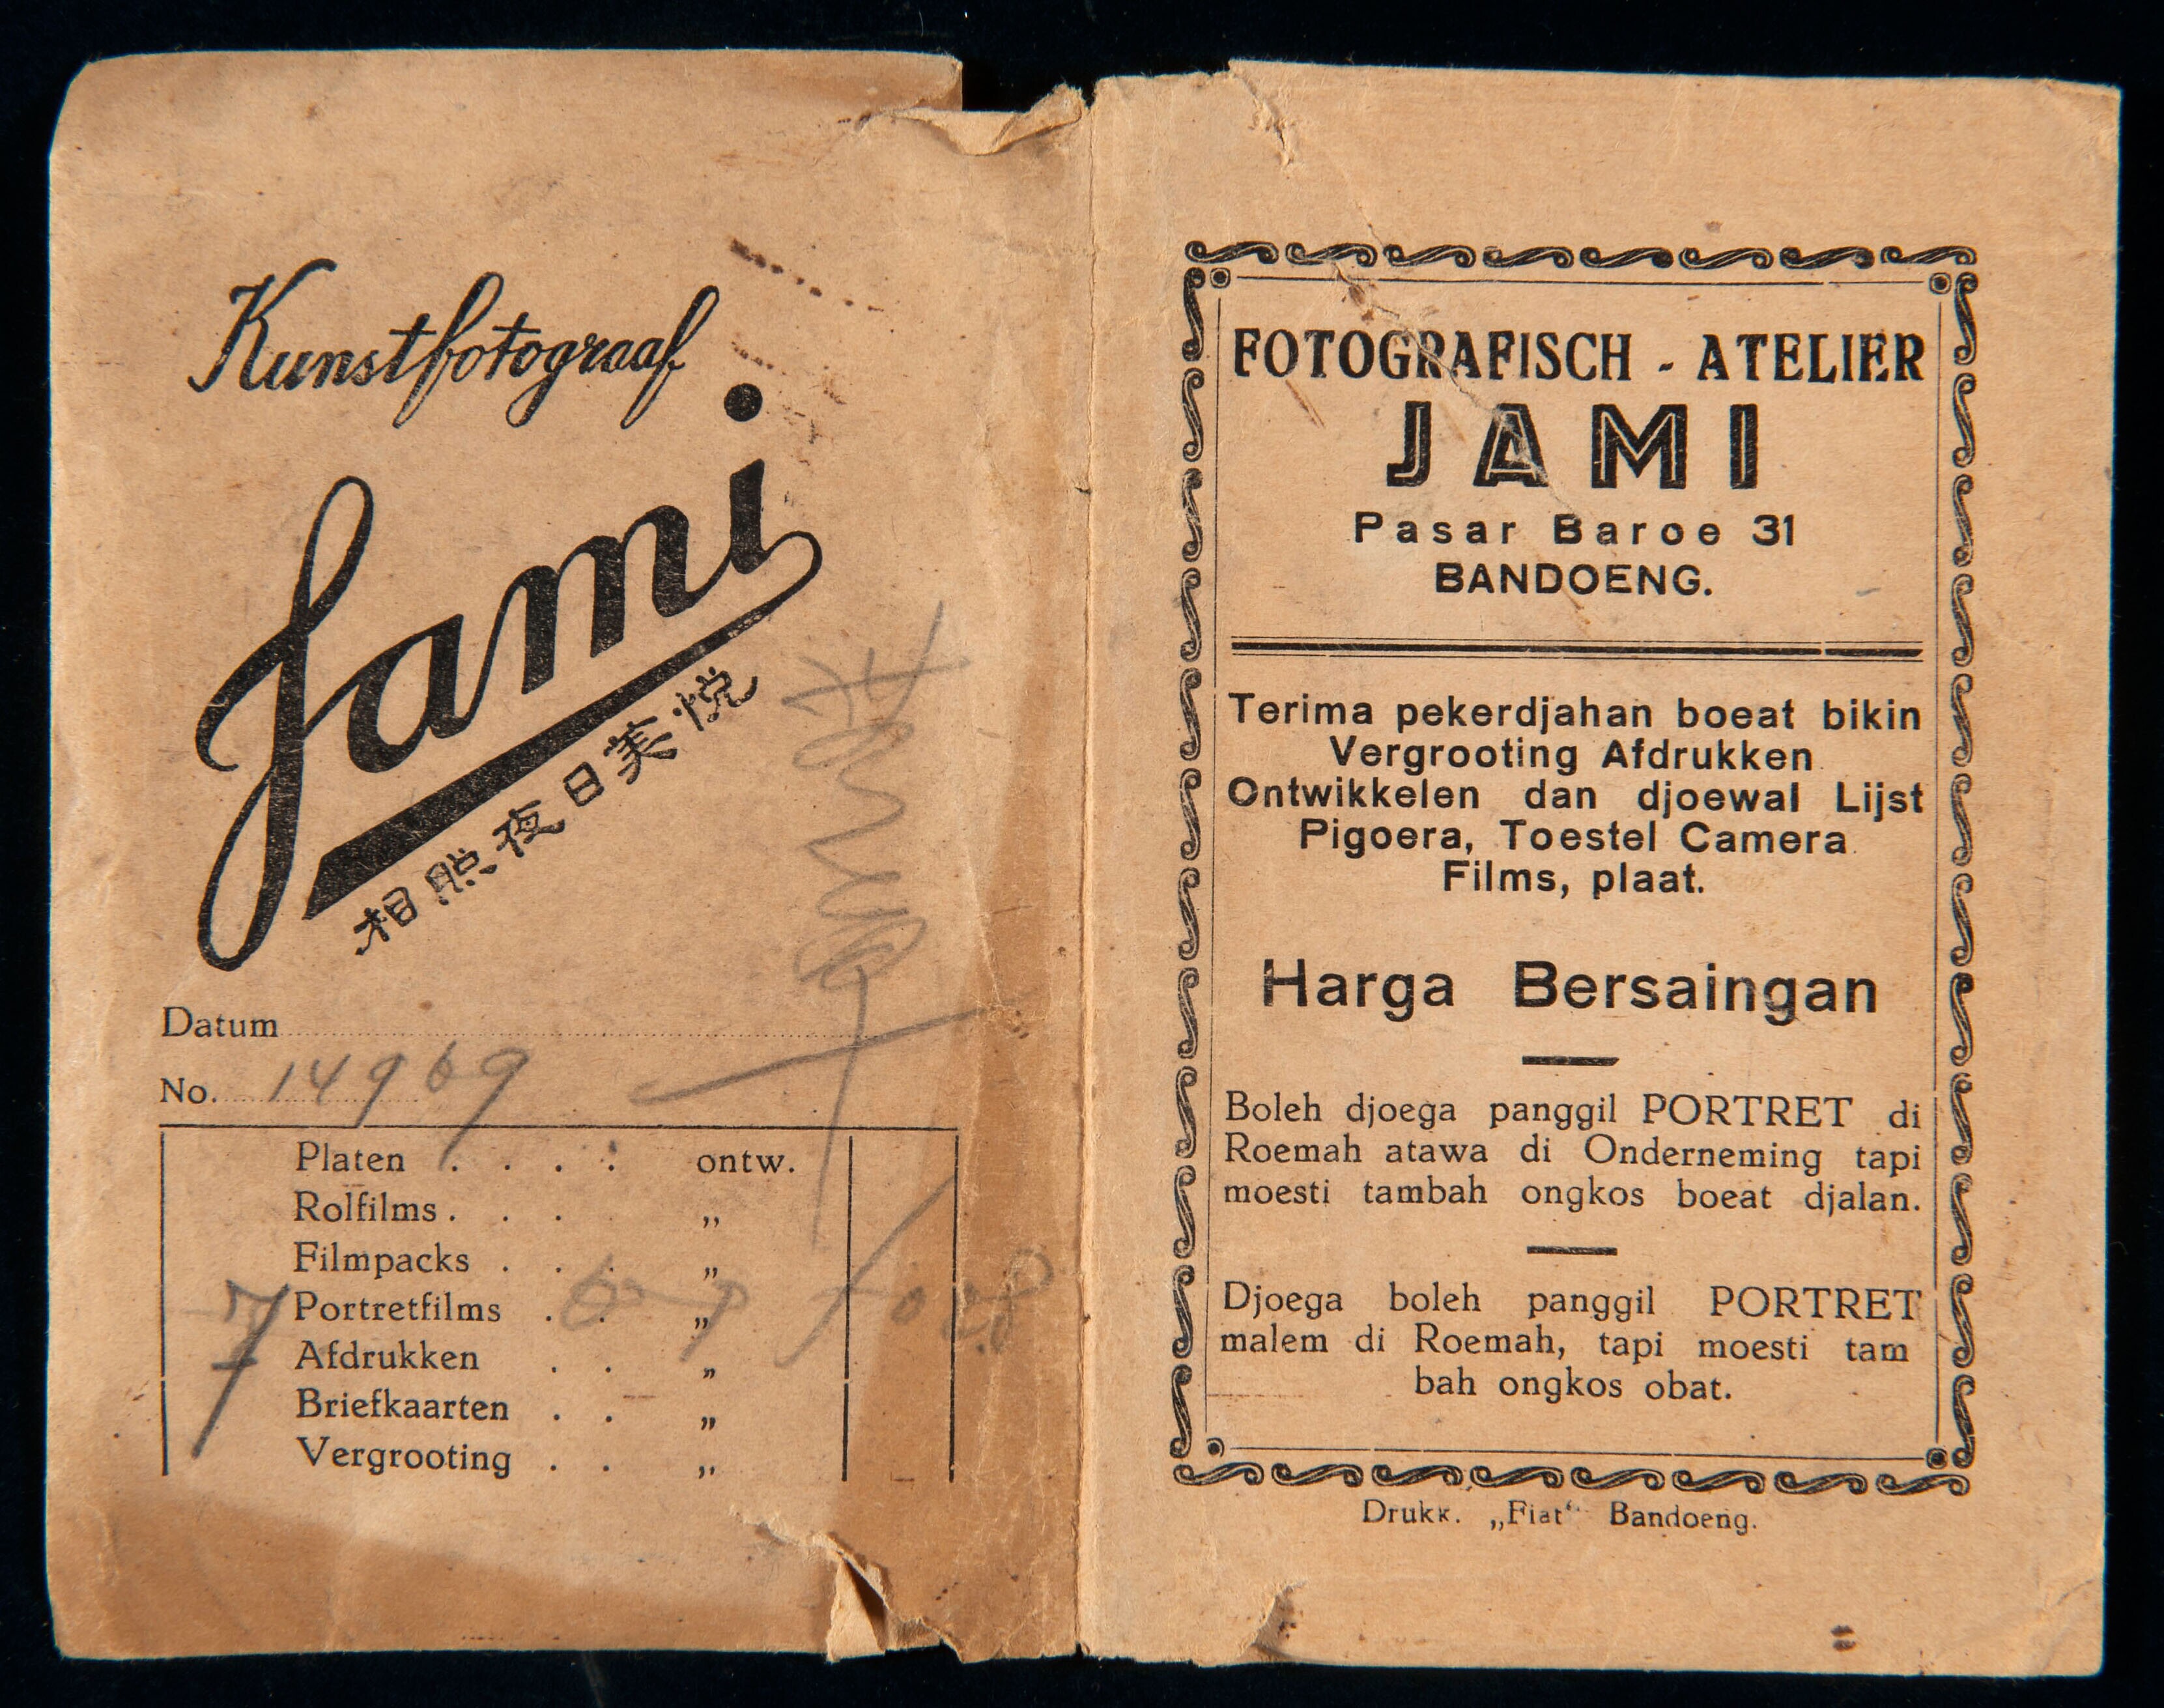 Kunstfotograaf
Jami
相照夜日美悦
Datum
No. 14969
Platen . . . . ontw.
Rolfilms . . . „
Filmpacks . . . „
7 Portretfilms . . „
Afdrukken . . „
Briefkaarten . . „
Vergrooting . . „
FOTOGRAFISCH - ATELIER
JAMI
Pasar Baroe 31
BANDOENG.
Terima pekerdjahan boeat bikin
Vergrooting Afdrukken
Ontwikkelen dan djoewal Lijst
Pigoera, Toestel Camera
Films, plaat.
Harga Bersaingan
Boleh djoega panggil PORTRET di
Roemah atawa di Onderneming tapi
moesti tambah ongkos boeat djalan.
Djoega boleh panggil PORTRET
malem di Roemah, tapi moesti tam
bah ongkos obat.
Drukk. „Fiat“ Bandoeng.